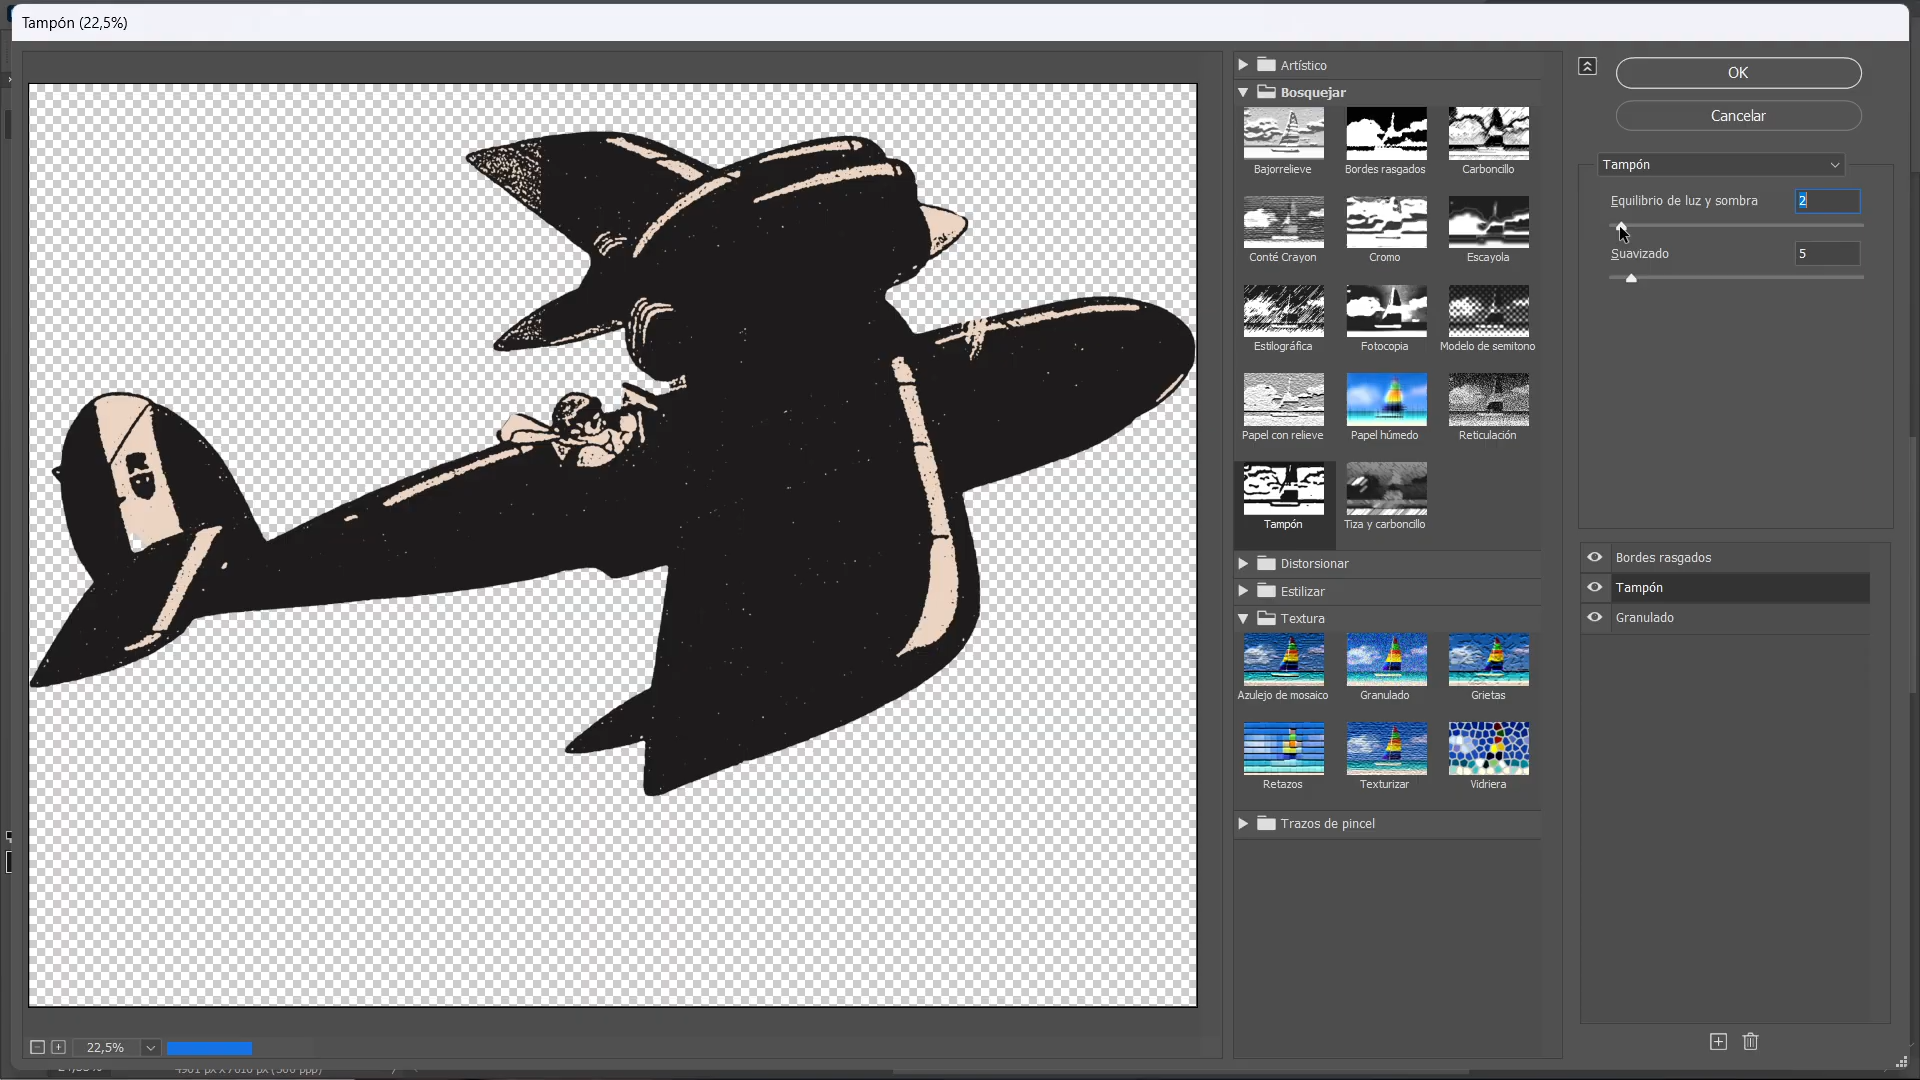 Tampón (22,5%)
Artístico
Bosquejar
Bajorrelieve
Bordes rasgados
Carboncillo
Conté Crayon
Cromo
Escayola
Estilográfica
Fotocopia
Modelo de semitono
Papel con relieve
Papel húmedo
Reticulación
Tampón
Tiza y carboncillo
Distorsionar
Estilizar
Textura
Azulejo de mosaico
Granulado
Grietas
Retazos
Texturizar
Vidriera
Trazos de pincel
OK
Cancelar
Tampón
Equilibrio de luz y sombra 2
Suavizado 5
Bordes rasgados
Tampón
Granulado
22,5%